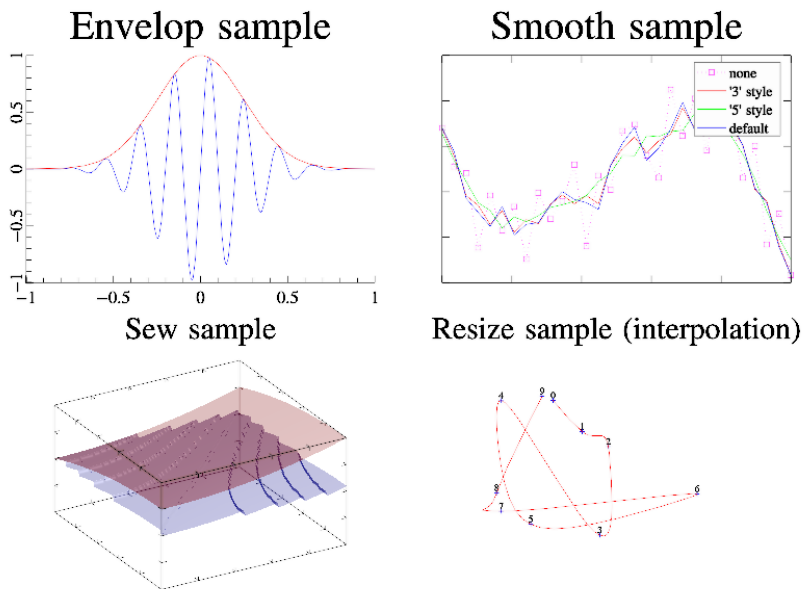 Envelop sample
Smooth sample
1
0.5
0
−0.5
−1
−1
−0.5
0
0.5
1
none
'3' style
'5' style
default
Sew sample
Resize sample (interpolation)
4
9
0
1
2
8
6
7
5
3